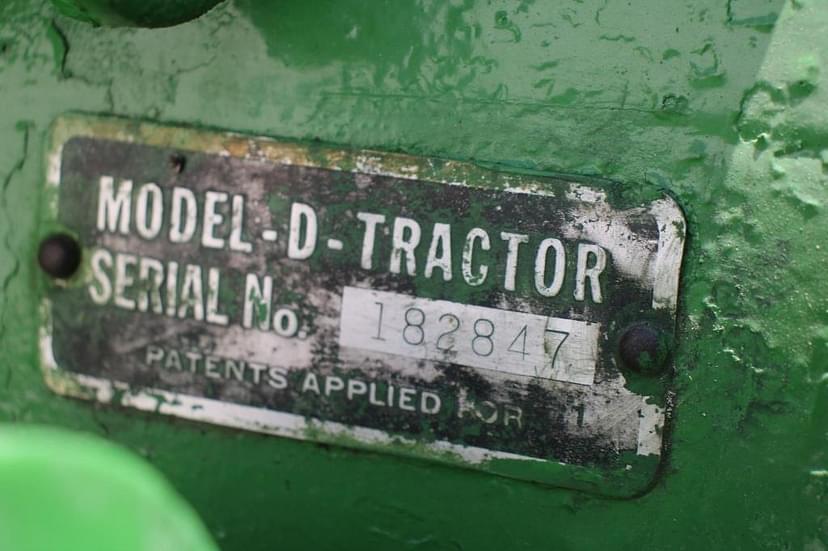 MODEL-D-TRACTOR
SERIAL No. 182847
PATENTS APPLIED FOR